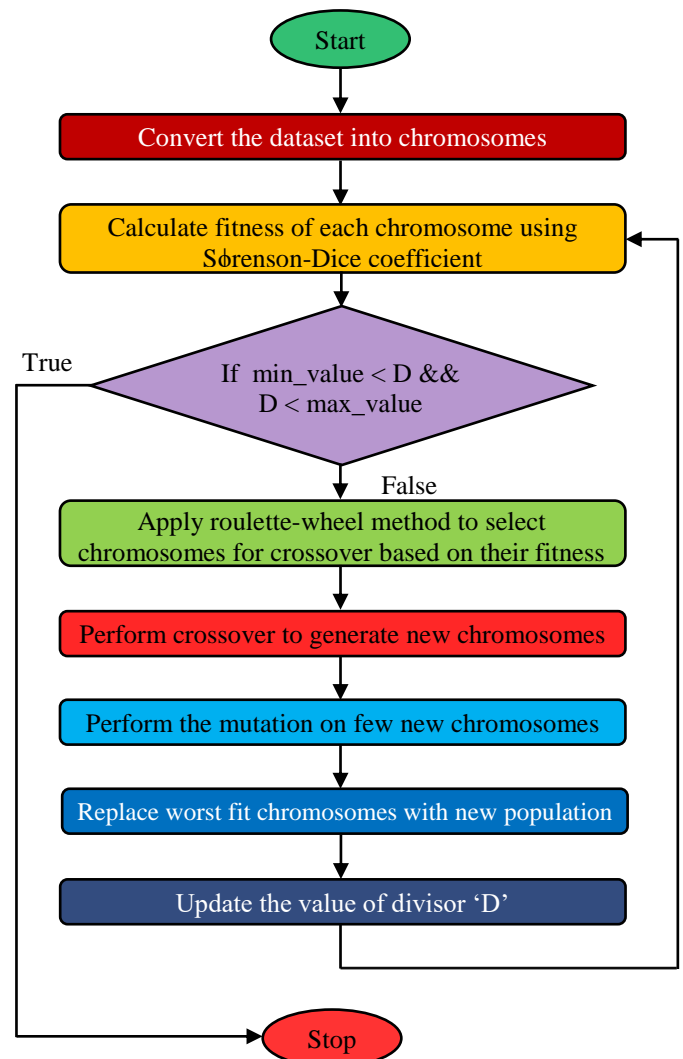 Start
Convert the dataset into chromosomes
Calculate fitness of each chromosome using
Sϕrenson-Dice coefficient
True
If min_value < D &&
D < max_value
False
Apply roulette-wheel method to select
chromosomes for crossover based on their fitness
Perform crossover to generate new chromosomes
Perform the mutation on few new chromosomes
Replace worst fit chromosomes with new population
Update the value of divisor ‘D’
Stop